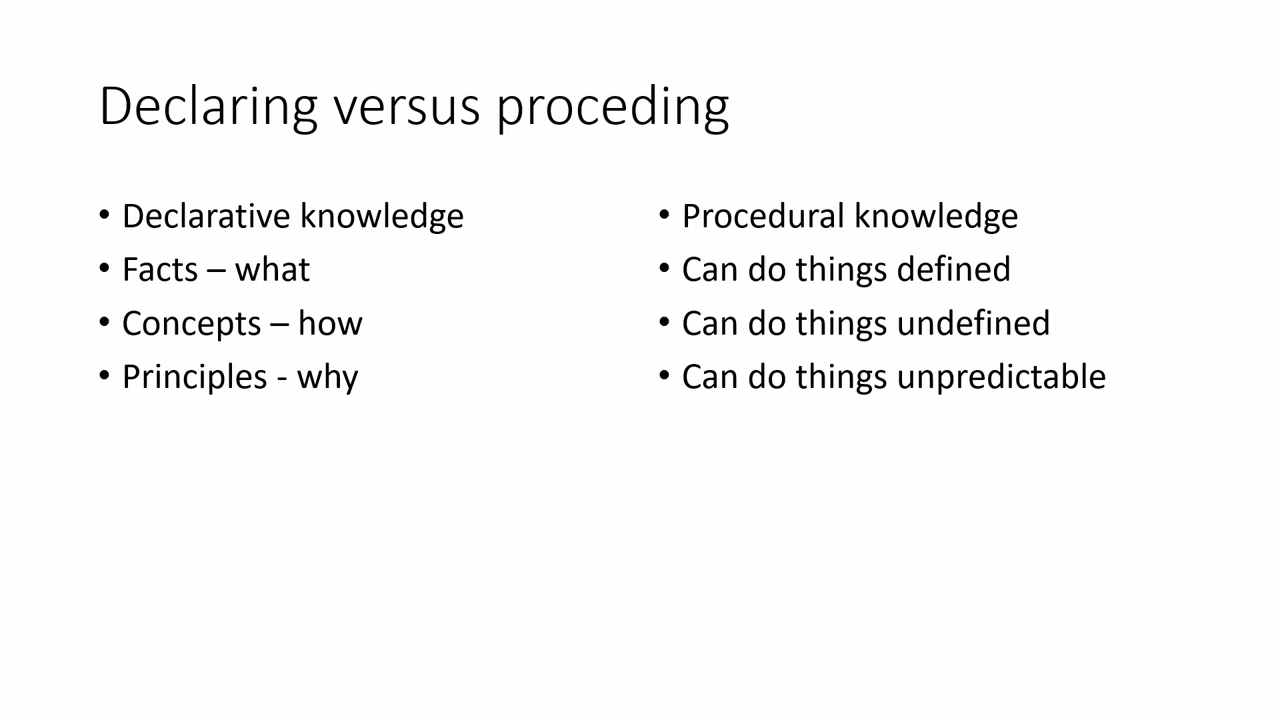 Declaring versus proceding
• Declarative knowledge
• Facts – what
• Concepts – how
• Principles - why
• Procedural knowledge
• Can do things defined
• Can do things undefined
• Can do things unpredictable